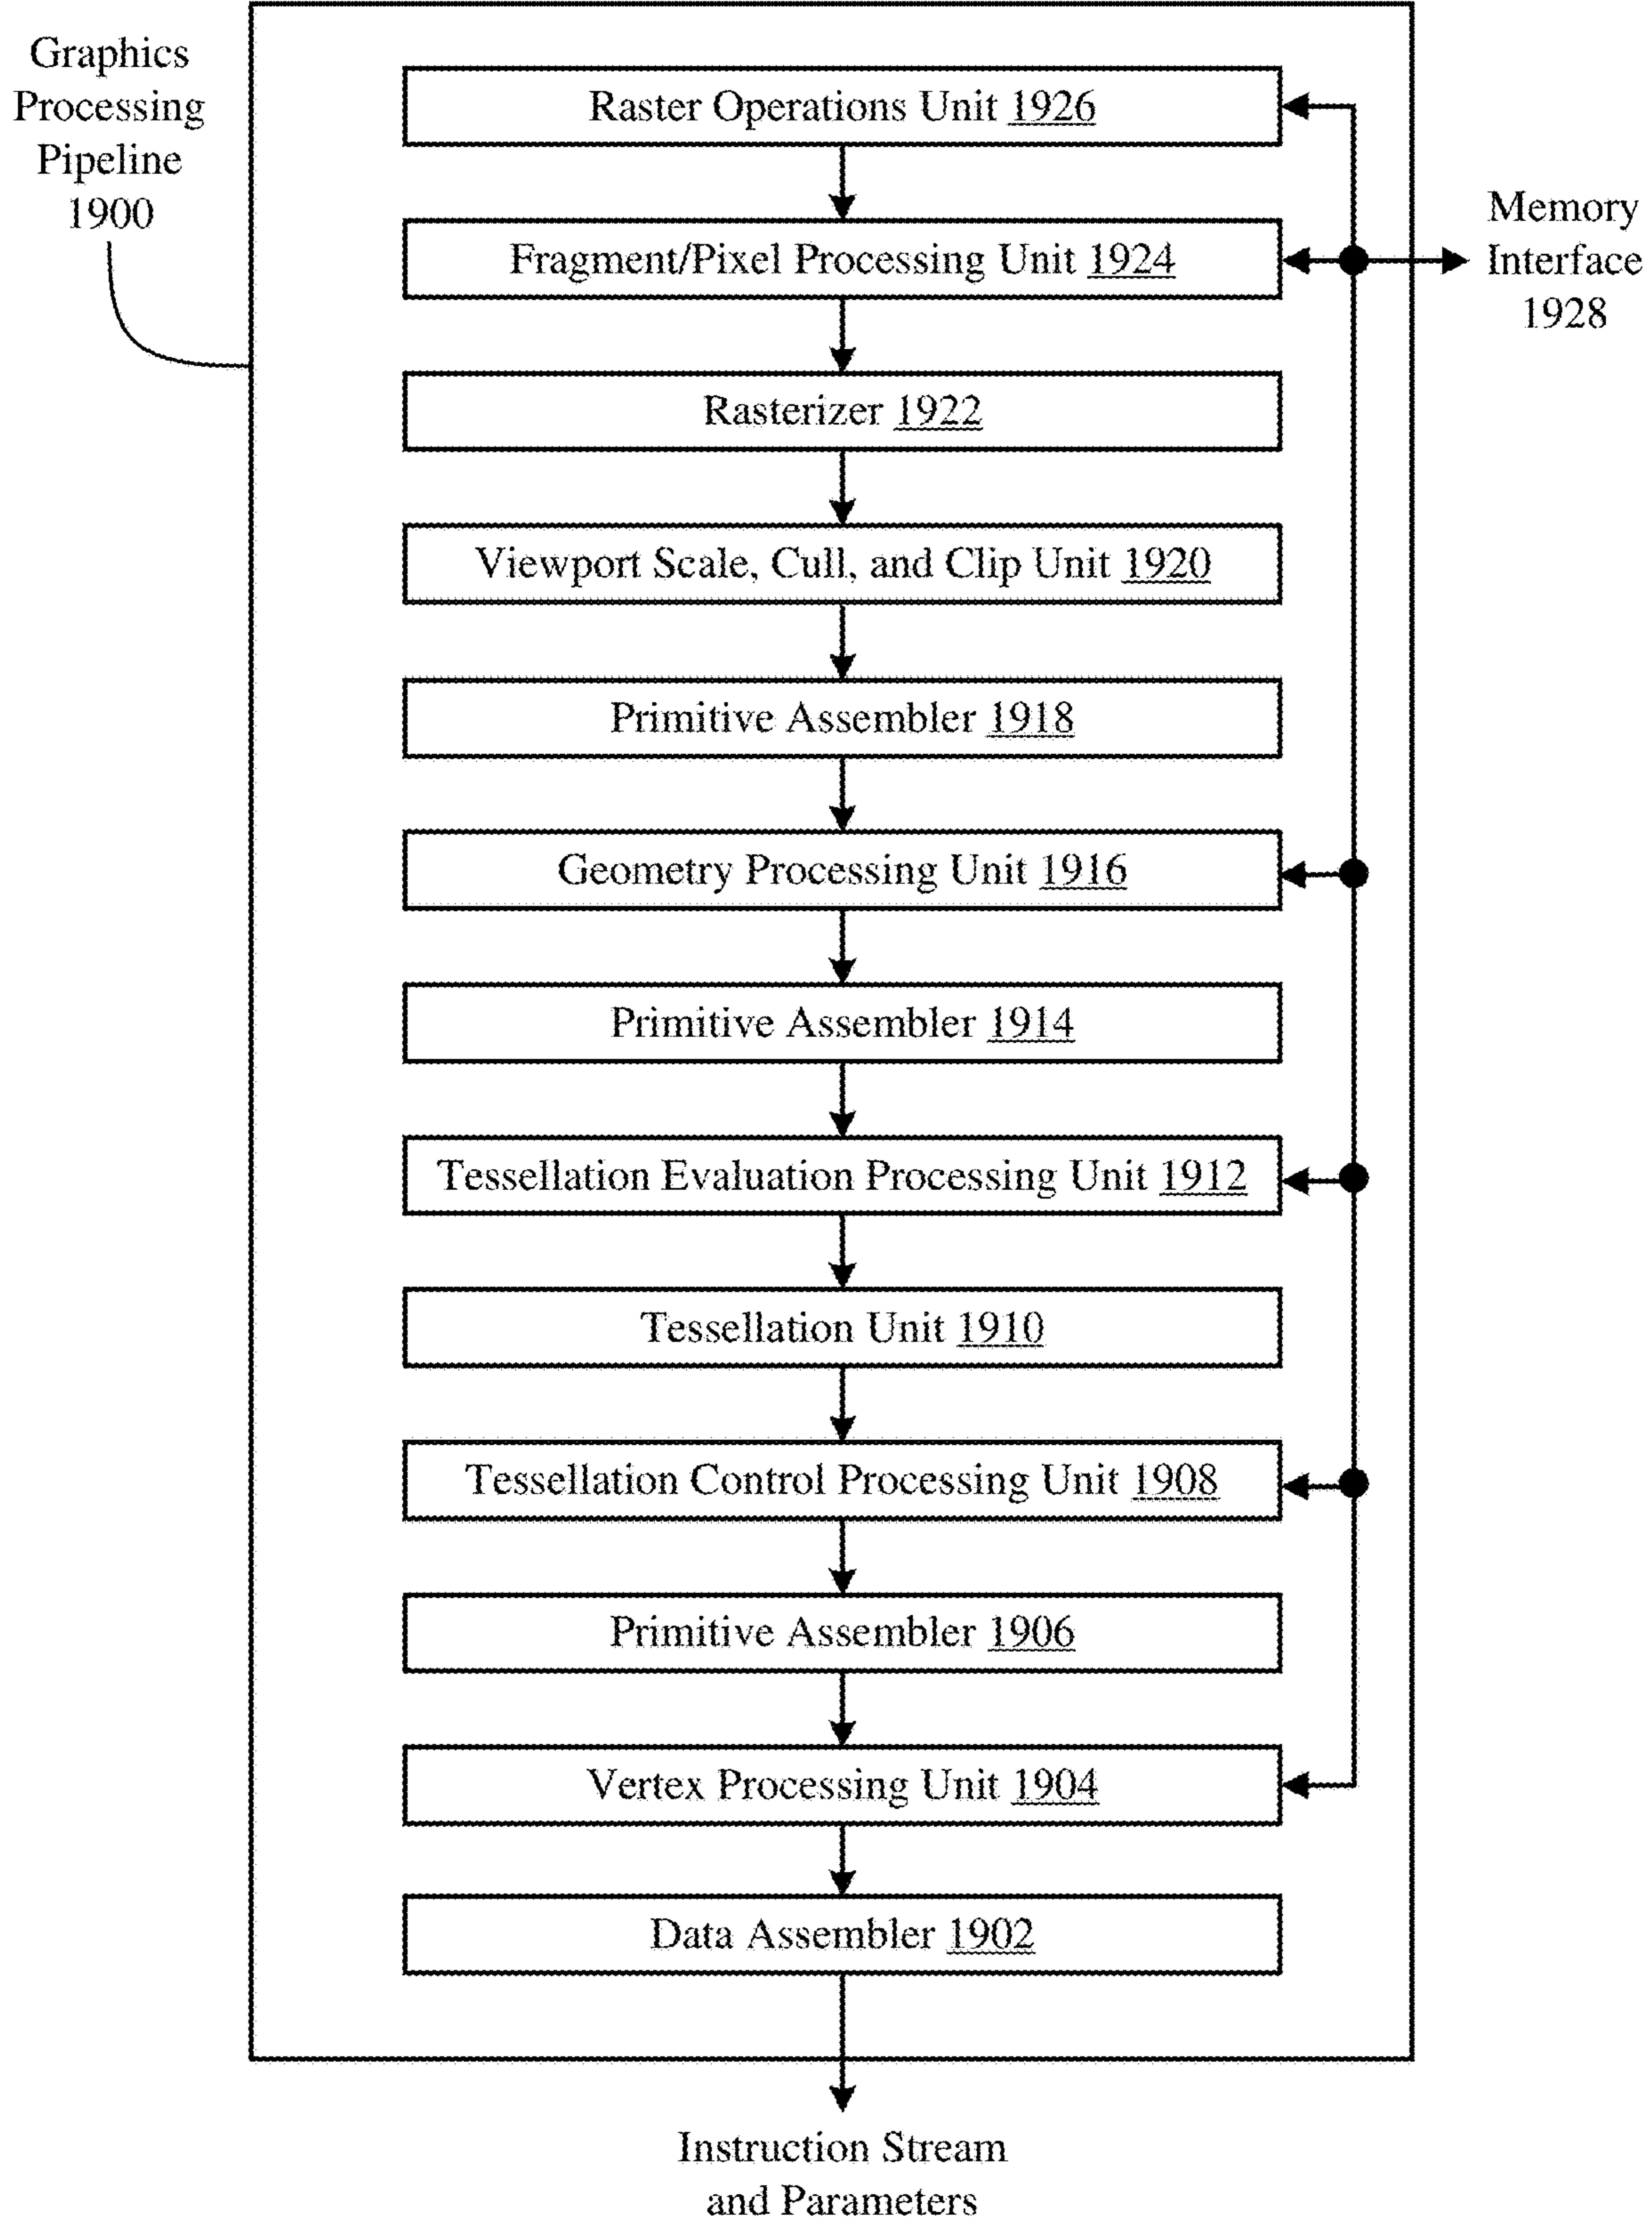 Graphics
Processing
Pipeline
1900
Raster Operations Unit 1926
Fragment/Pixel Processing Unit 1924
Memory
Interface
1928
Rasterizer 1922
Viewport Scale, Cull, and Clip Unit 1920
Primitive Assembler 1918
Geometry Processing Unit 1916
Primitive Assembler 1914
Tessellation Evaluation Processing Unit 1912
Tessellation Unit 1910
Tessellation Control Processing Unit 1908
Primitive Assembler 1906
Vertex Processing Unit 1904
Data Assembler 1902
Instruction Stream
and Parameters